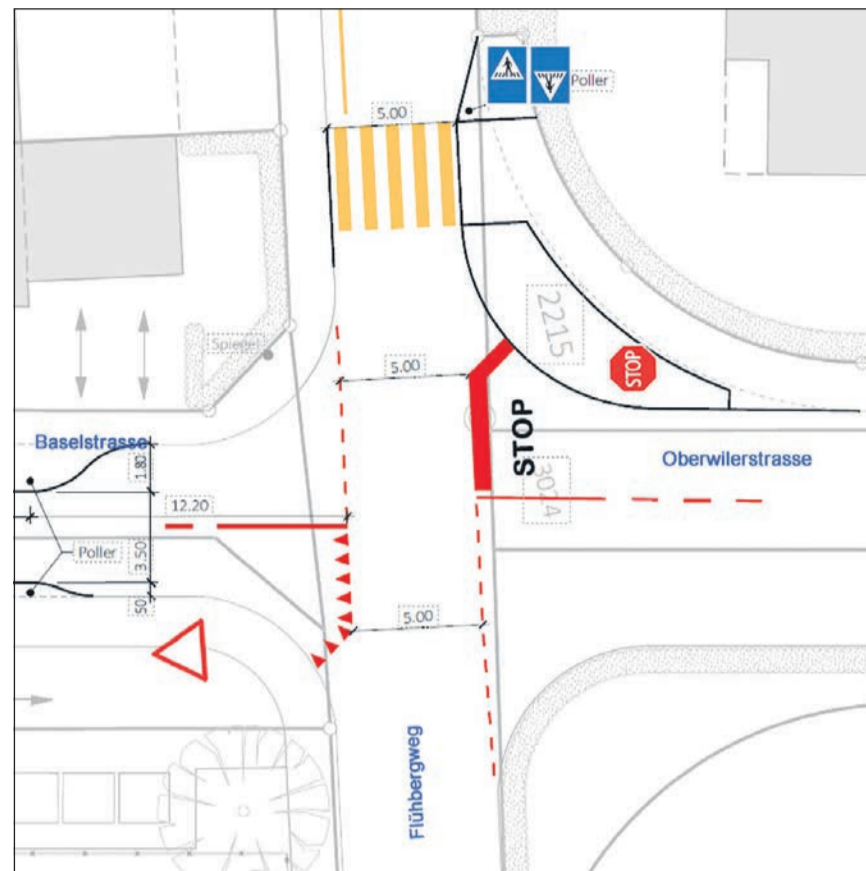 Poller
5.00
2215
STOP
Spiegel
5.00
STOP
Baselstrasse
Oberwilerstrasse
1.80
3024
12.20
Poller
3.50
50
5.00
Flühbergweg